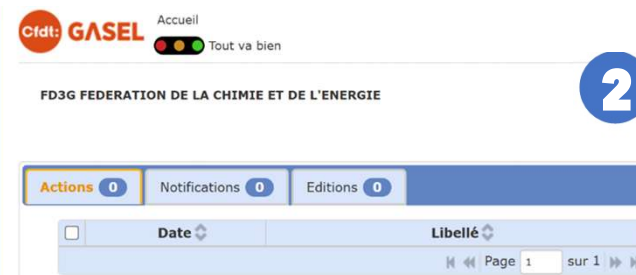 Cfdt: GASEL
Accueil
Tout va bien
FD3G FEDERATION DE LA CHIMIE ET DE L'ENERGIE
2
Actions 0 Notifications 0 Editions 0
Date Libellé
Page 1 sur 1